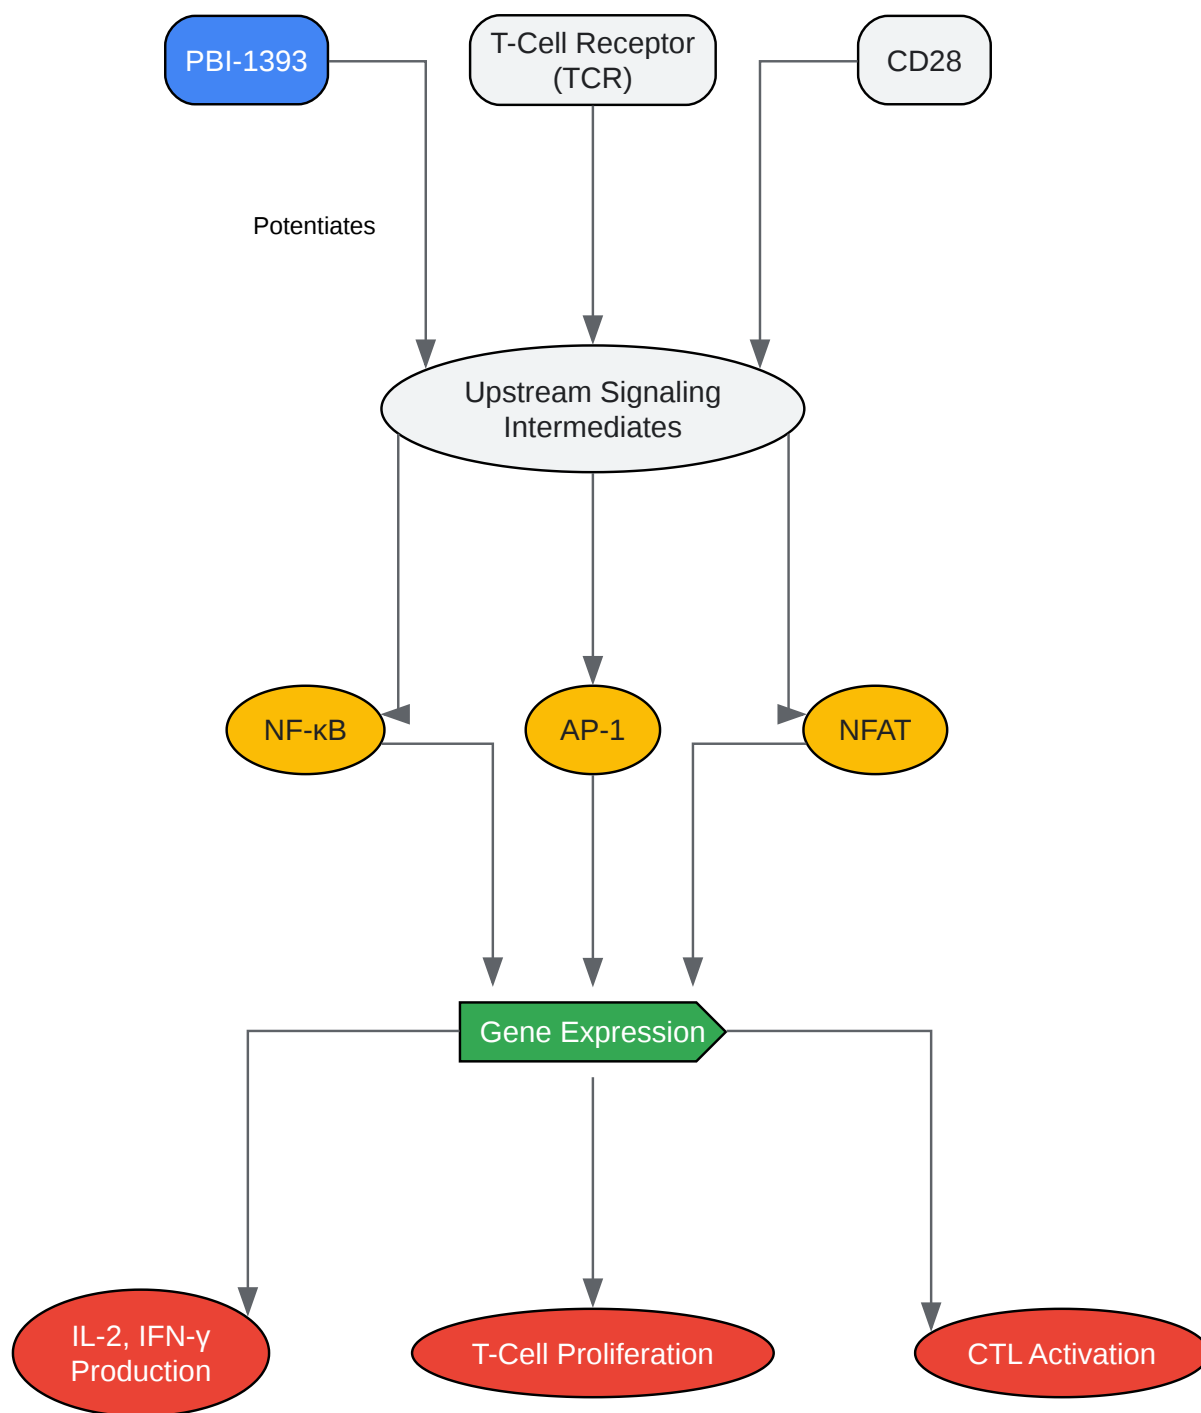 PBI-1393
T-Cell Receptor
(TCR)
CD28
Potentiates
Upstream Signaling
Intermediates
NF-κB
AP-1
NFAT
Gene Expression
IL-2, IFN-γ
Production
T-Cell Proliferation
CTL Activation